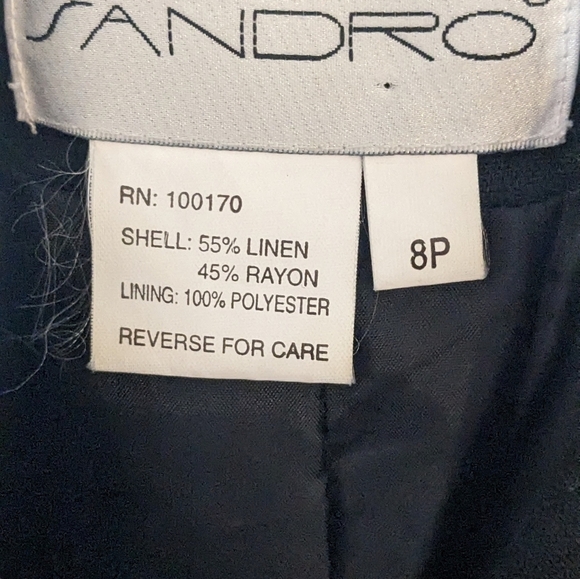 SANDRO
RN: 100170
SHELL: 55% LINEN
45% RAYON
LINING: 100% POLYESTER
REVERSE FOR CARE
8P